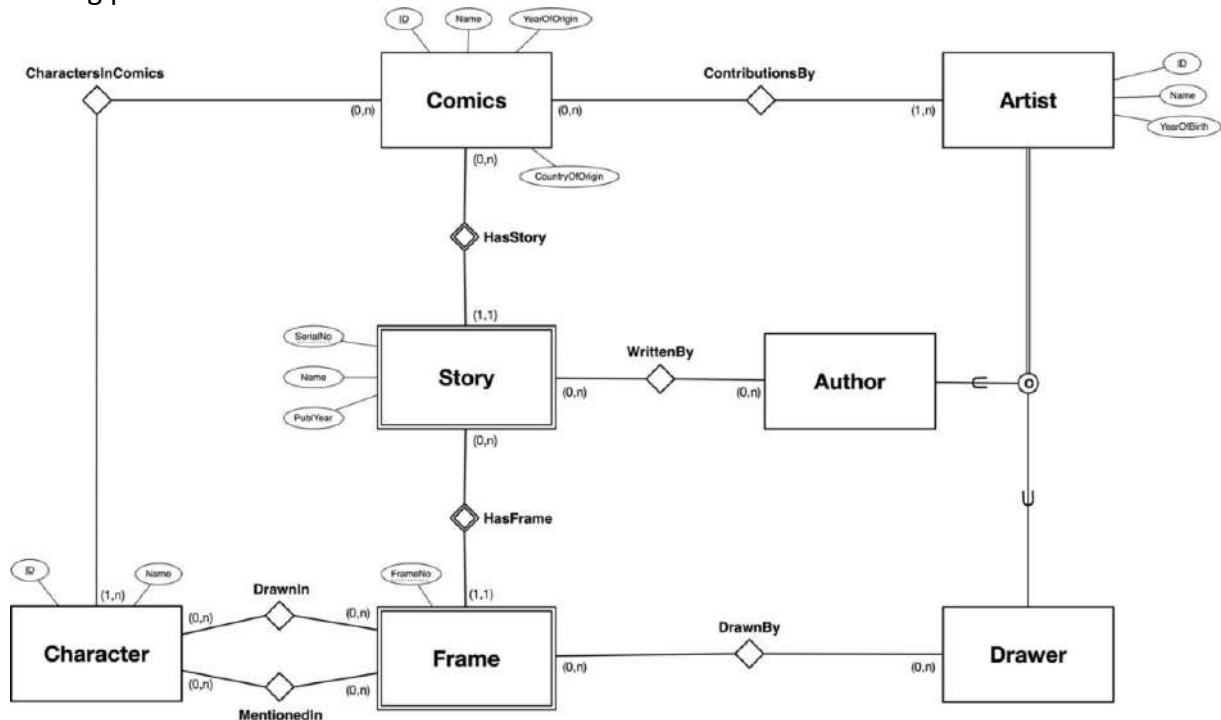 ID
Name
YearOfOrigin
CharactersInComics
ContributionsBy
ID
Comics
Artist
Name
(0,n)
(0,n)
(1,n)
YearOfBirth
(0,n)
CountryOfOrigin
HasStory
(1,1)
SerialNo
WrittenBy
Name
Story
Author
(0,n)
(0,n)
PublYear
(0,n)
HasFrame
ID
Name
FrameNo
(1,n)
DrawnIn
(1,1)
(0,n)
(0,n)
DrawnBy
Character
Frame
Drawer
(0,n)
(0,n)
(0,n)
(0,n)
MentionedIn
O